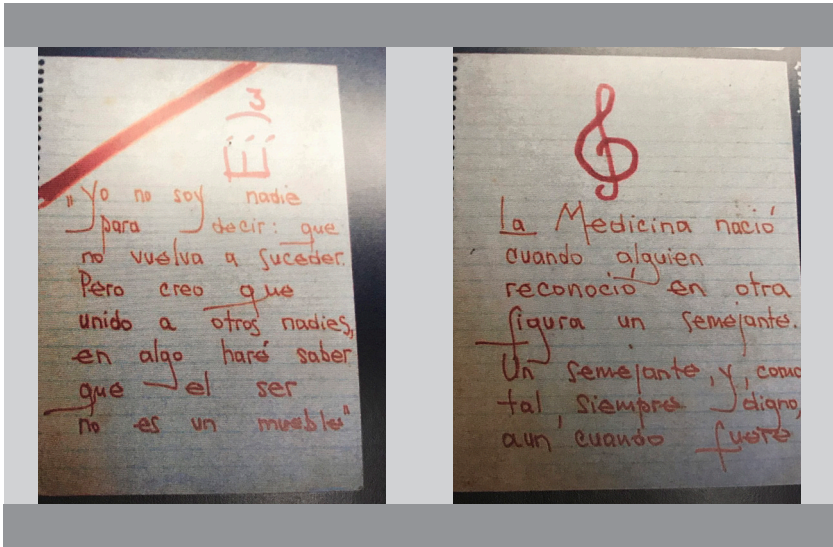 "Yo no soy nadie
para decir: que
no vuelva a suceder.
Pero creo que
unido a otros nadies,
en algo haré saber
que el ser
no es un mueble"
La Medicina nació
cuando alguien
reconoció en otra
figura un semejante.
Un semejante, y, como
tal, siempre digno,
aun, cuando fuere